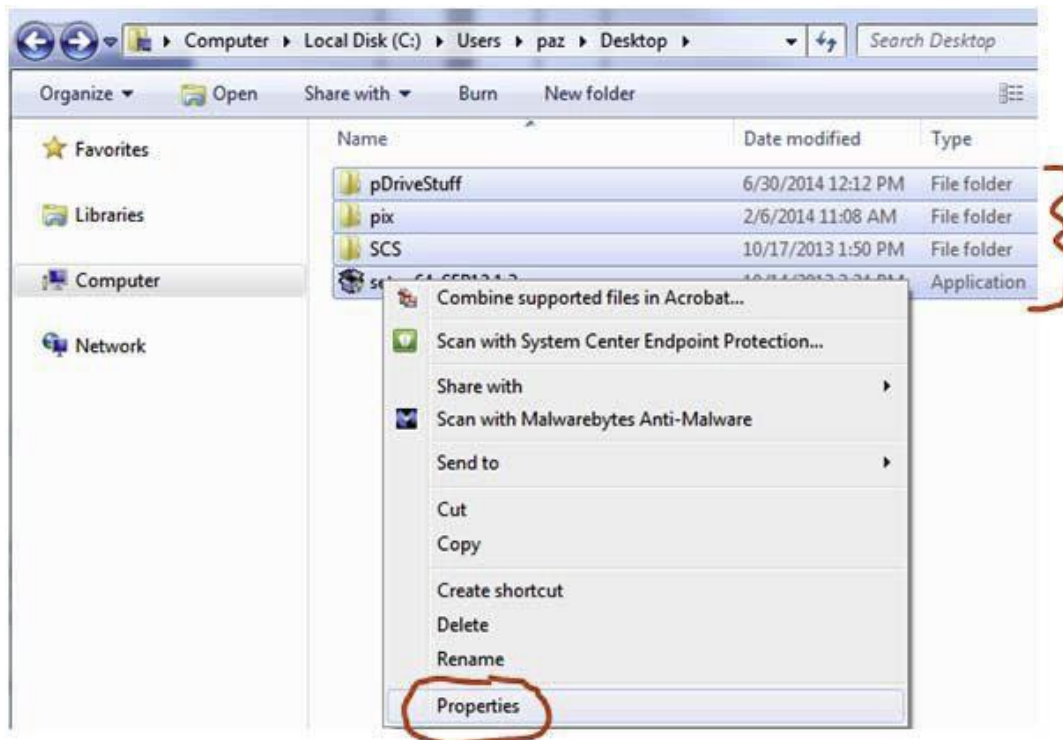 Computer Local Disk (C:) Users paz Desktop Search Desktop
Organize Open Share with Burn New folder
Name Date modified Type
Favorites
Libraries
Computer
Network
pDriveStuff 6/30/2014 12:12 PM File folder
pix 2/6/2014 11:08 AM File folder
SCS 10/17/2013 1:50 PM File folder
Application
Combine supported files in Acrobat...
Scan with System Center Endpoint Protection...
Share with
Scan with Malwarebytes Anti-Malware
Send to
Cut
Copy
Create shortcut
Delete
Rename
Properties